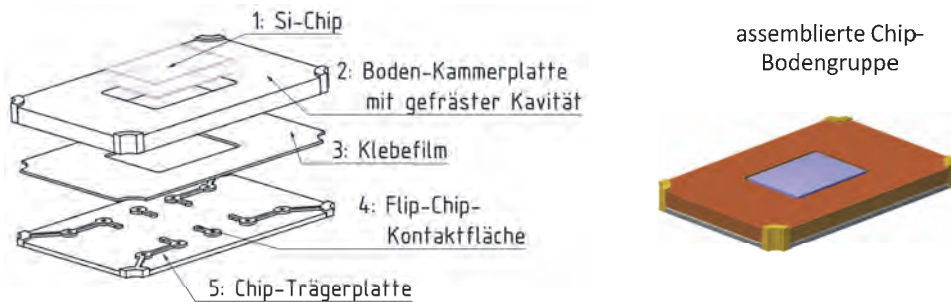 1: Si-Chip
2: Boden-Kammerplatte
mit gefräster Kavität
3: Klebefilm
4: Flip-Chip-
Kontaktfläche
5: Chip-Trägerplatte
assemblierte Chip-
Bodengruppe